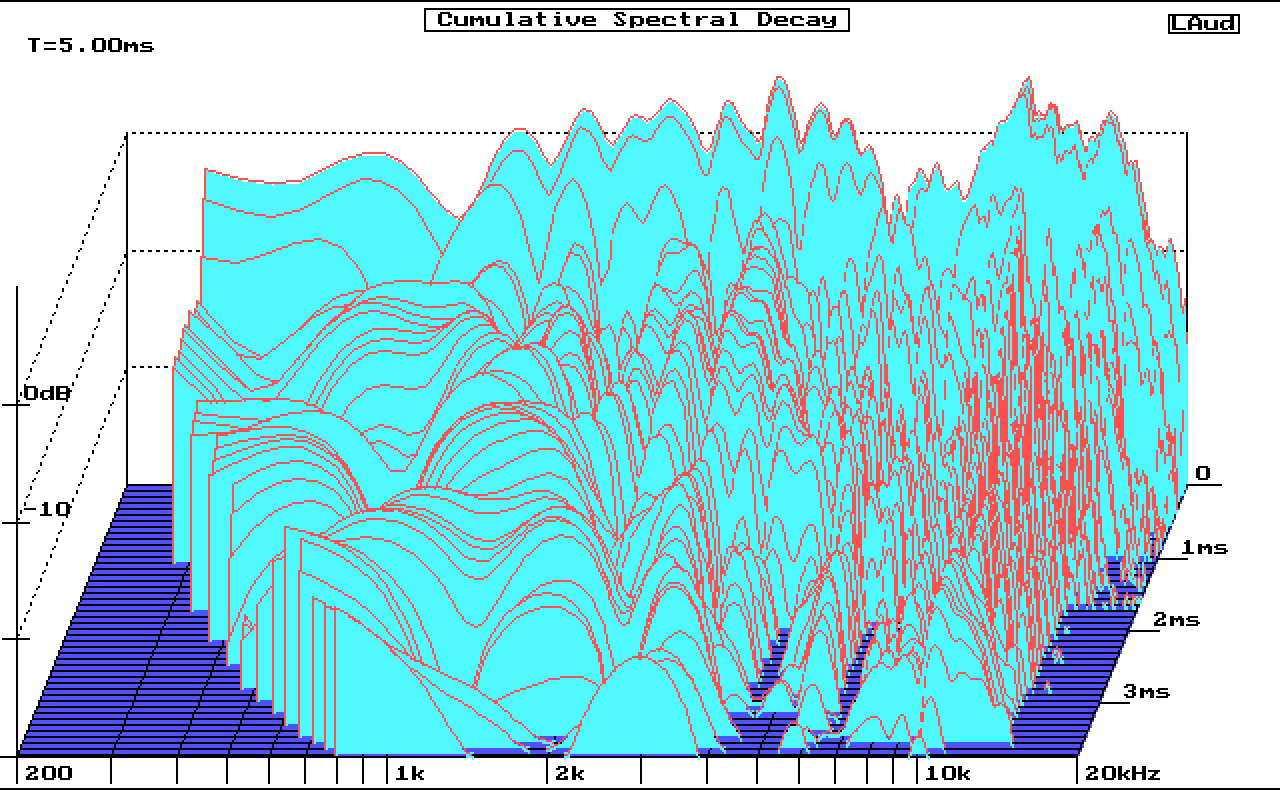 Cumulative Spectral Decay
LAud
T=5.00ms
0dB
-10
0
1ms
2ms
3ms
200 1k 2k 10k 20kHz